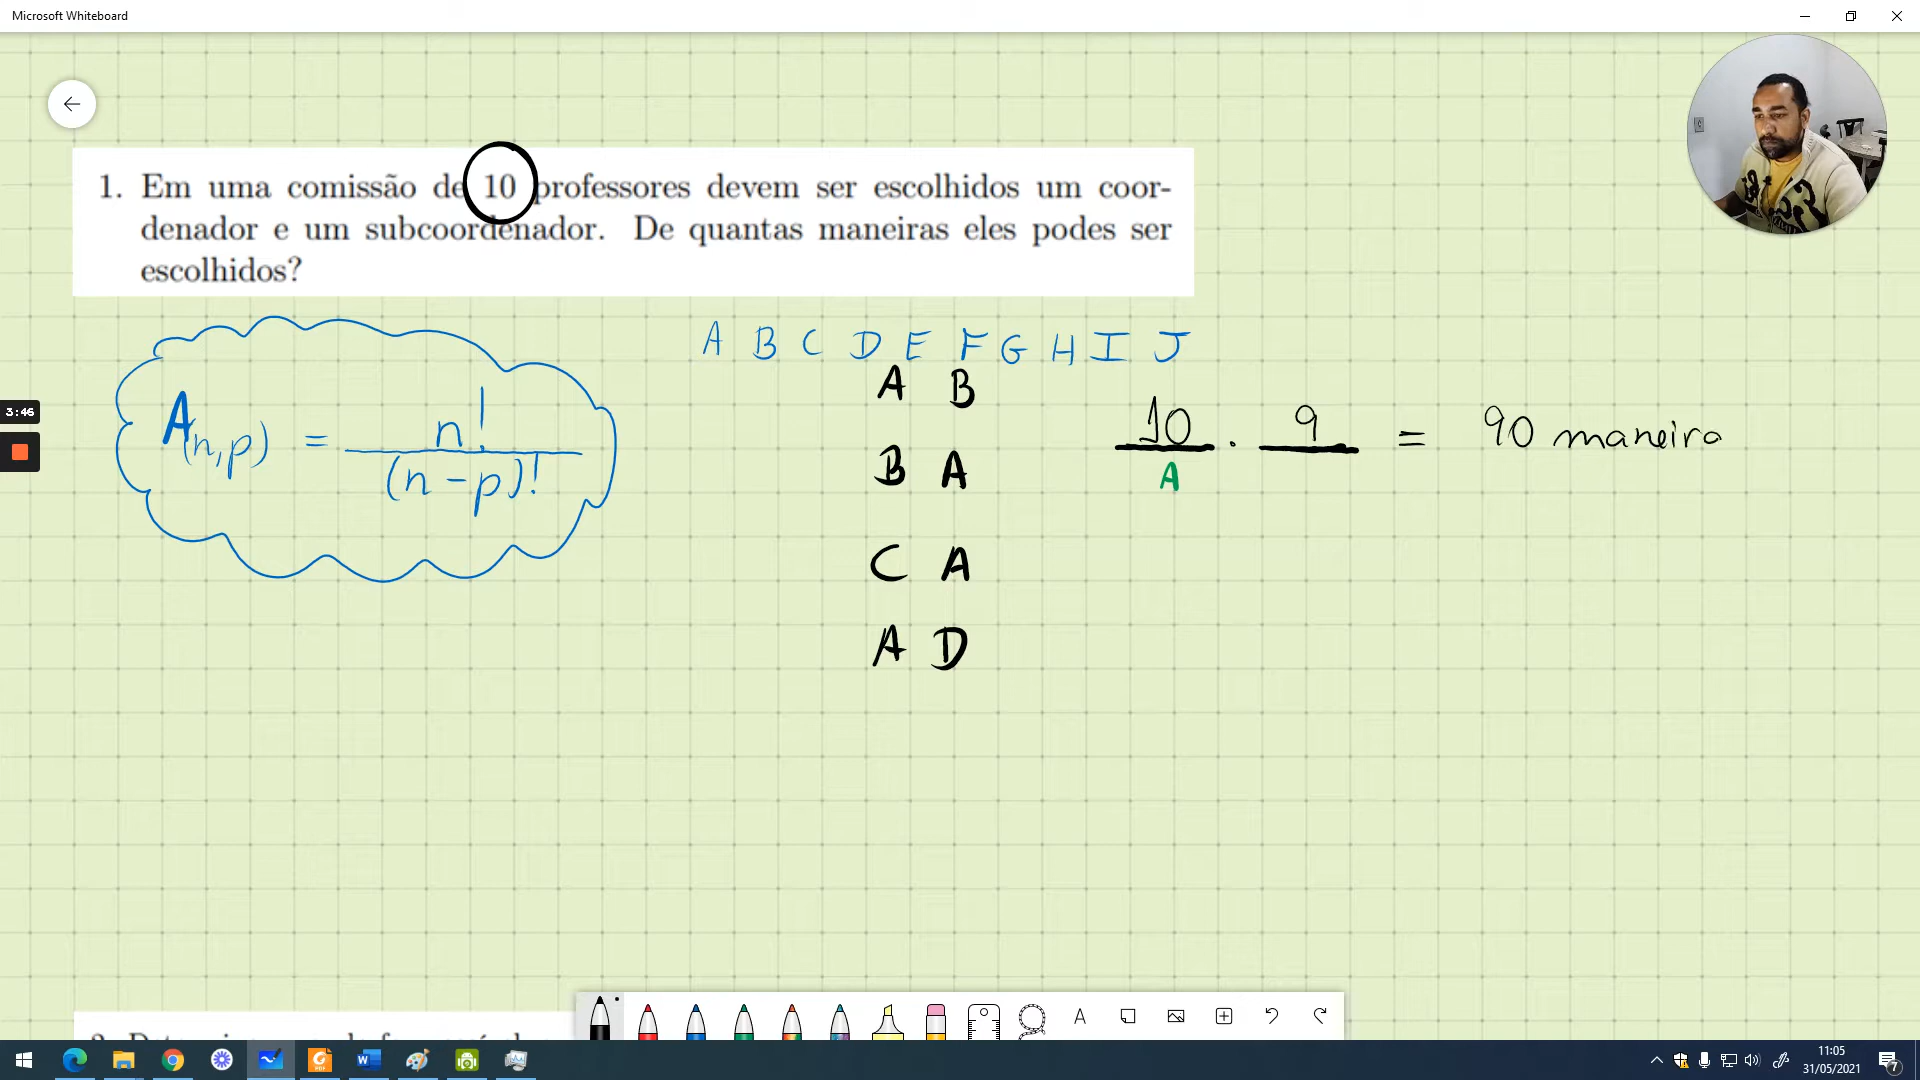 Microsoft Whiteboard
1. Em uma comissão de 10 professores devem ser escolhidos um coor-
denador e um subcoordenador. De quantas maneiras eles podes ser
escolhidos?
A B C D E F G H I J
A(n,p) = n!/(n-p)!
A B
B A
C A
A D
10 . 9 = 90 maneira
A
3:46
A
11:05
31/05/2021
7